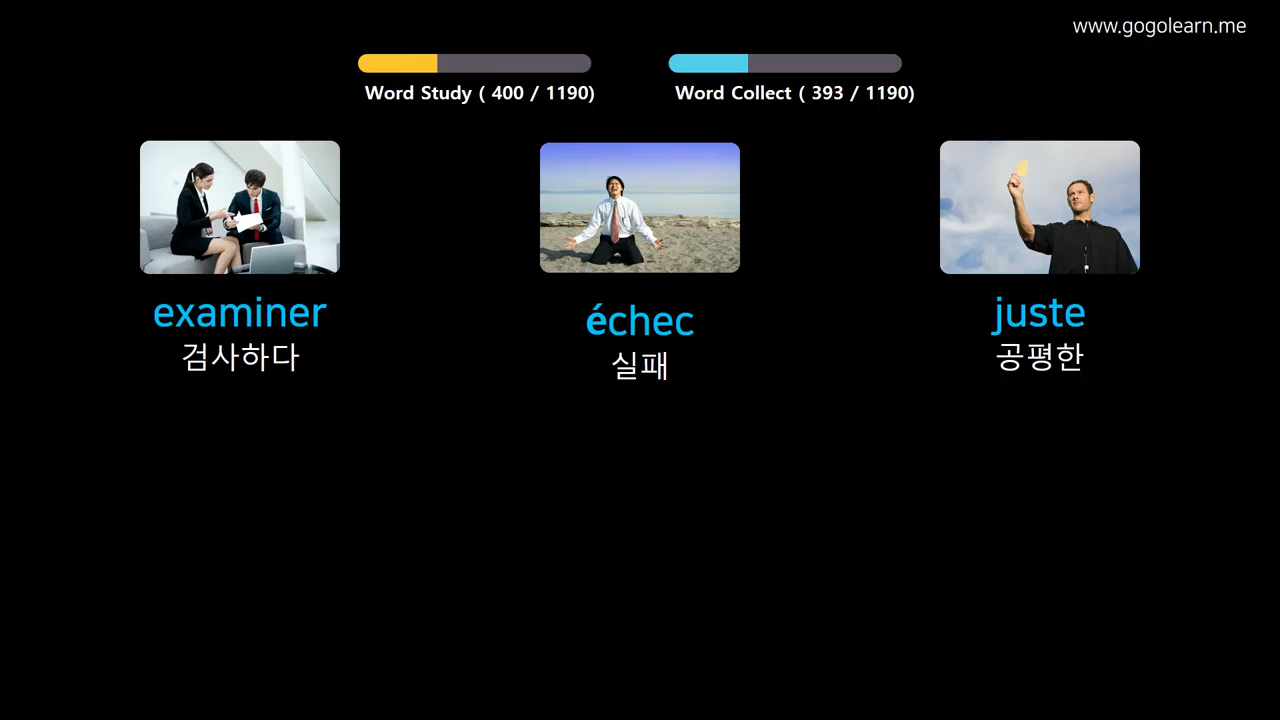 www.gogolearn.me
Word Study ( 400 / 1190)
Word Collect ( 393 / 1190)
examiner
검사하다
échec
실패
juste
공평한